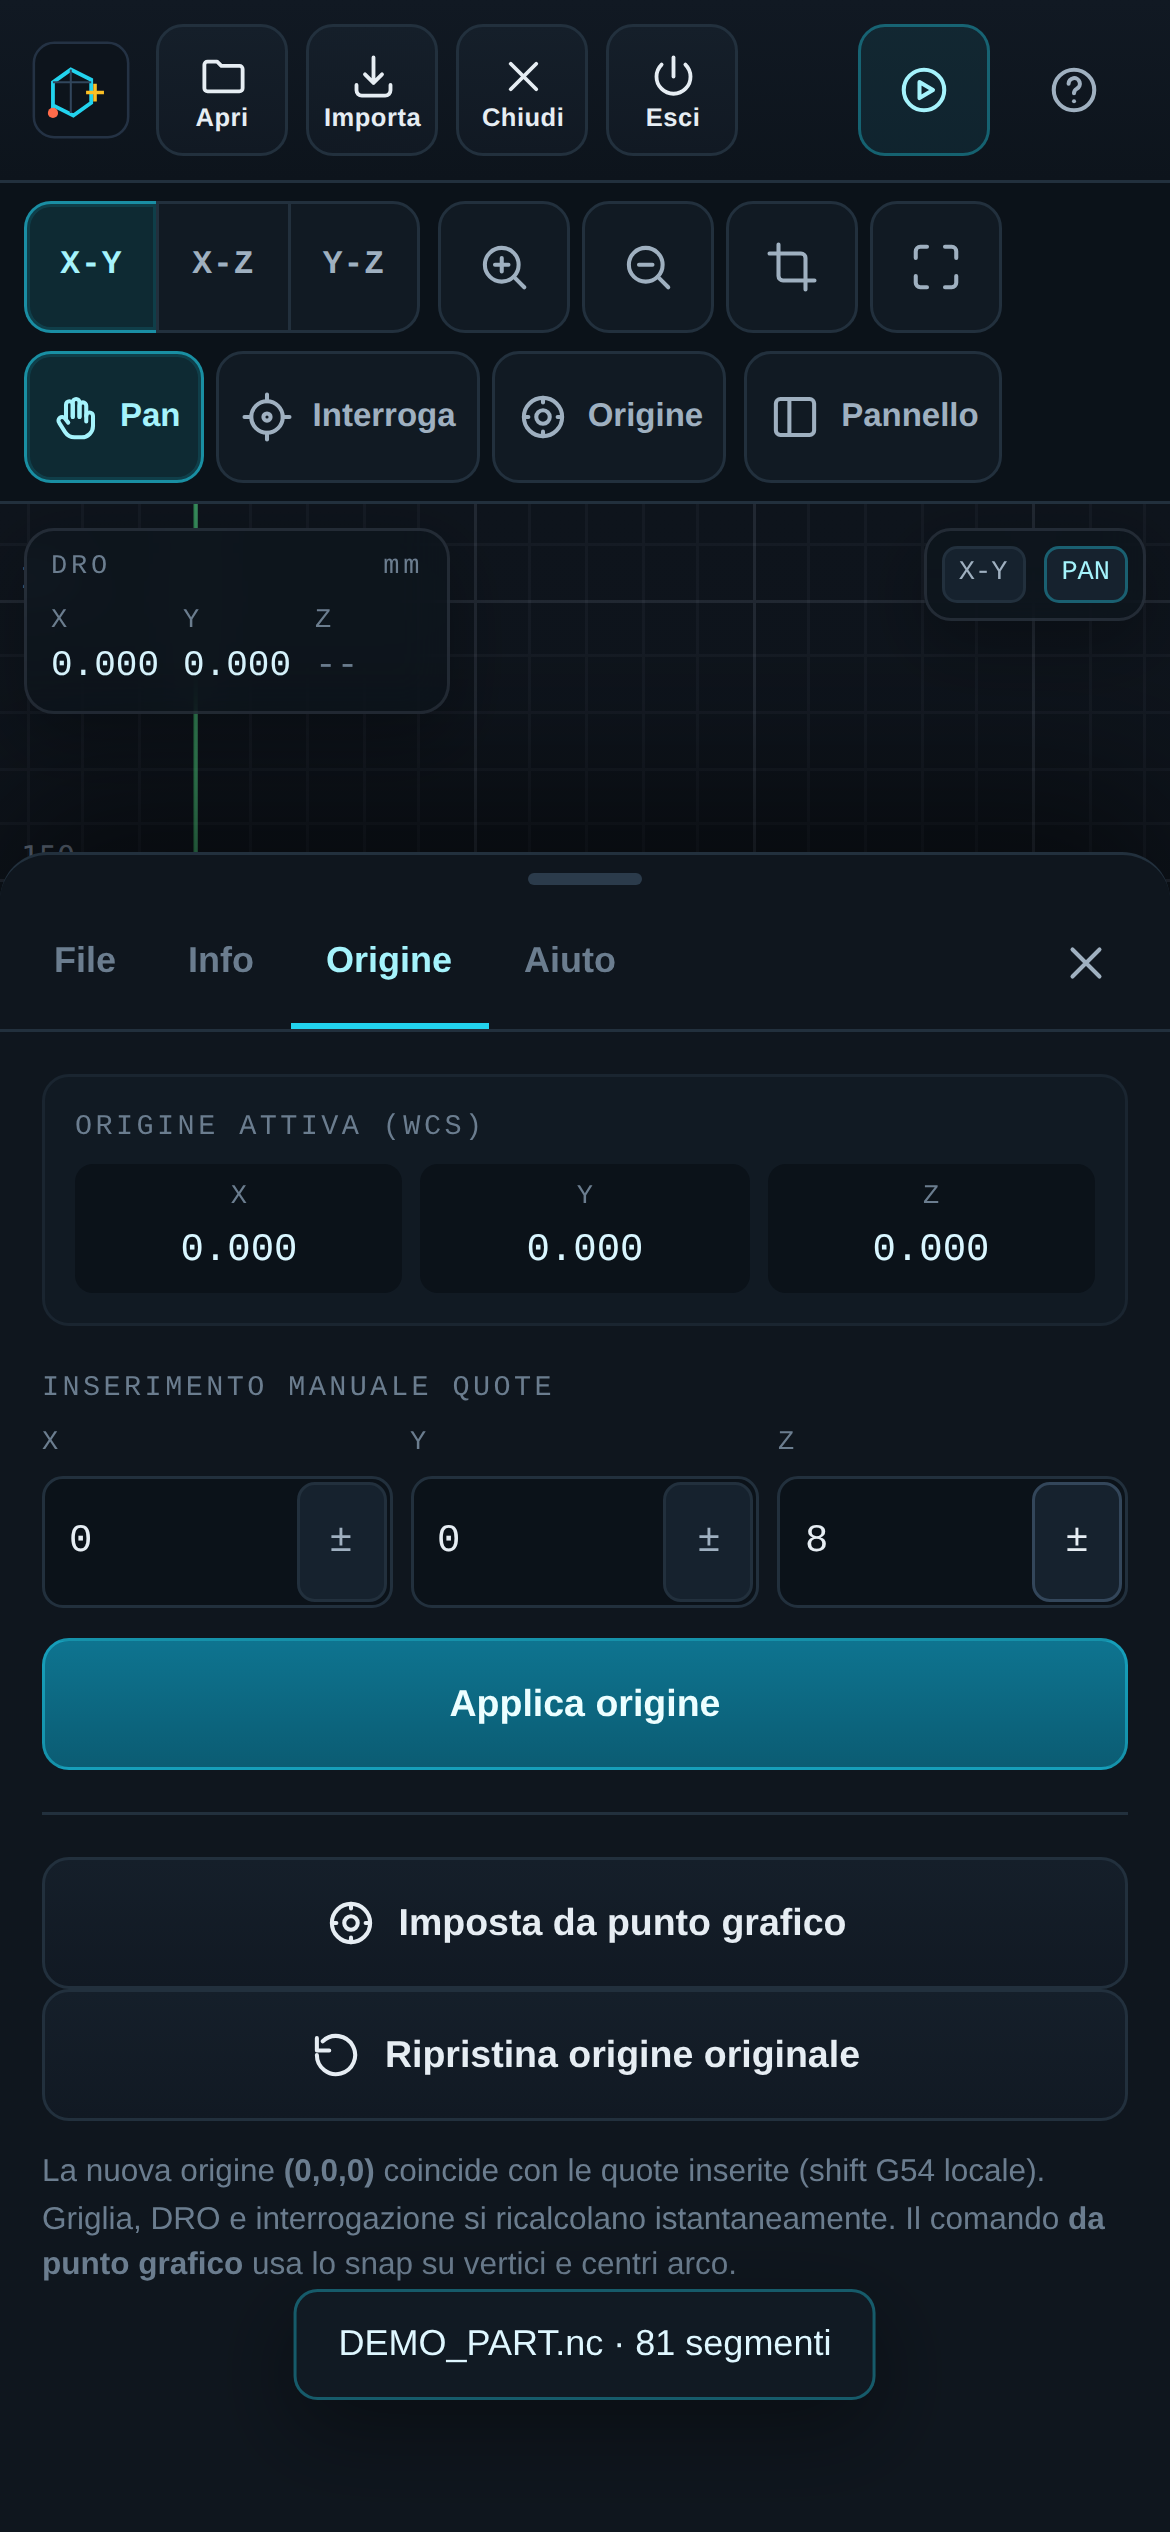 Apri Importa Chiudi Esci
X-Y X-Z Y-Z
Pan Interroga Origine Pannello
DRO mm
X Y Z
0.000 0.000 --
X-Y PAN
150
File Info Origine Aiuto
ORIGINE ATTIVA (WCS)
X Y Z
0.000 0.000 0.000
INSERIMENTO MANUALE QUOTE
X Y Z
0 ± 0 ± 8 ±
Applica origine
Imposta da punto grafico
Ripristina origine originale
La nuova origine (0,0,0) coincide con le quote inserite (shift G54 locale).
Griglia, DRO e interrogazione si ricalcolano istantaneamente. Il comando da
punto grafico usa lo snap su vertici e centri arco.
DEMO_PART.nc · 81 segmenti